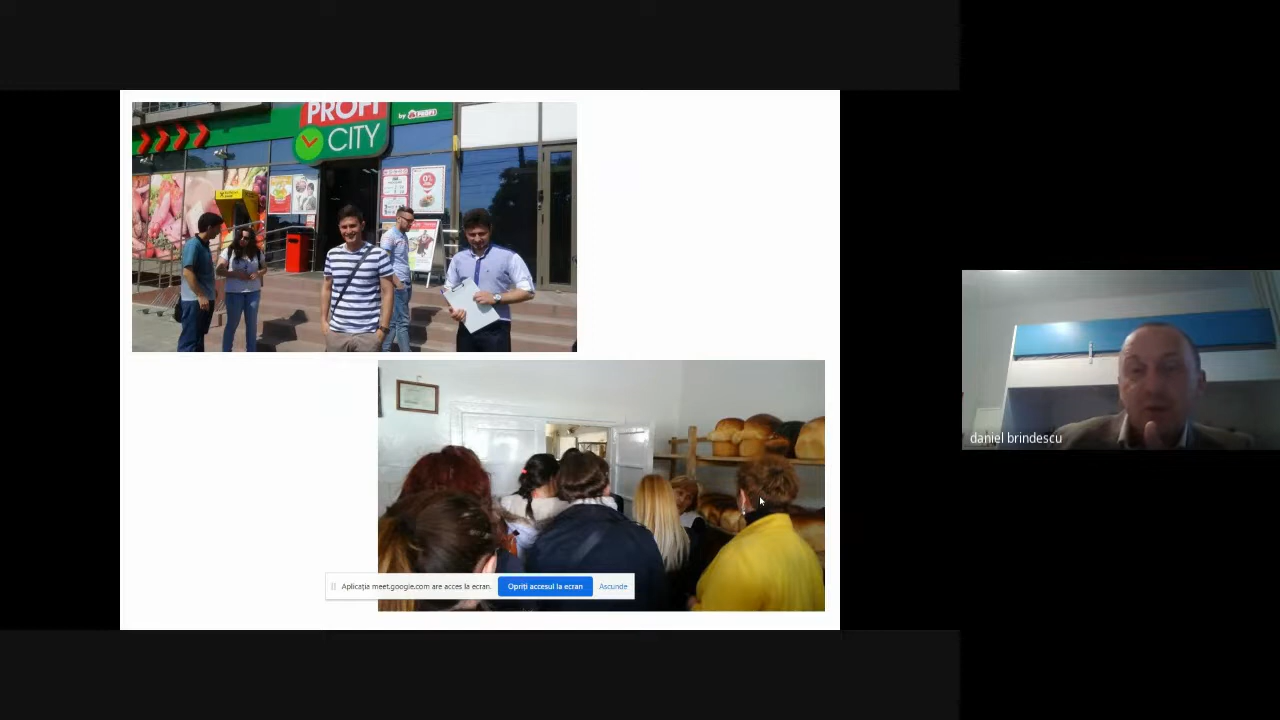 PROFI
by PROFI
CITY
daniel brindescu
Aplicația meet.google.com are acces la ecran.
Opriți accesul la ecran
Ascunde